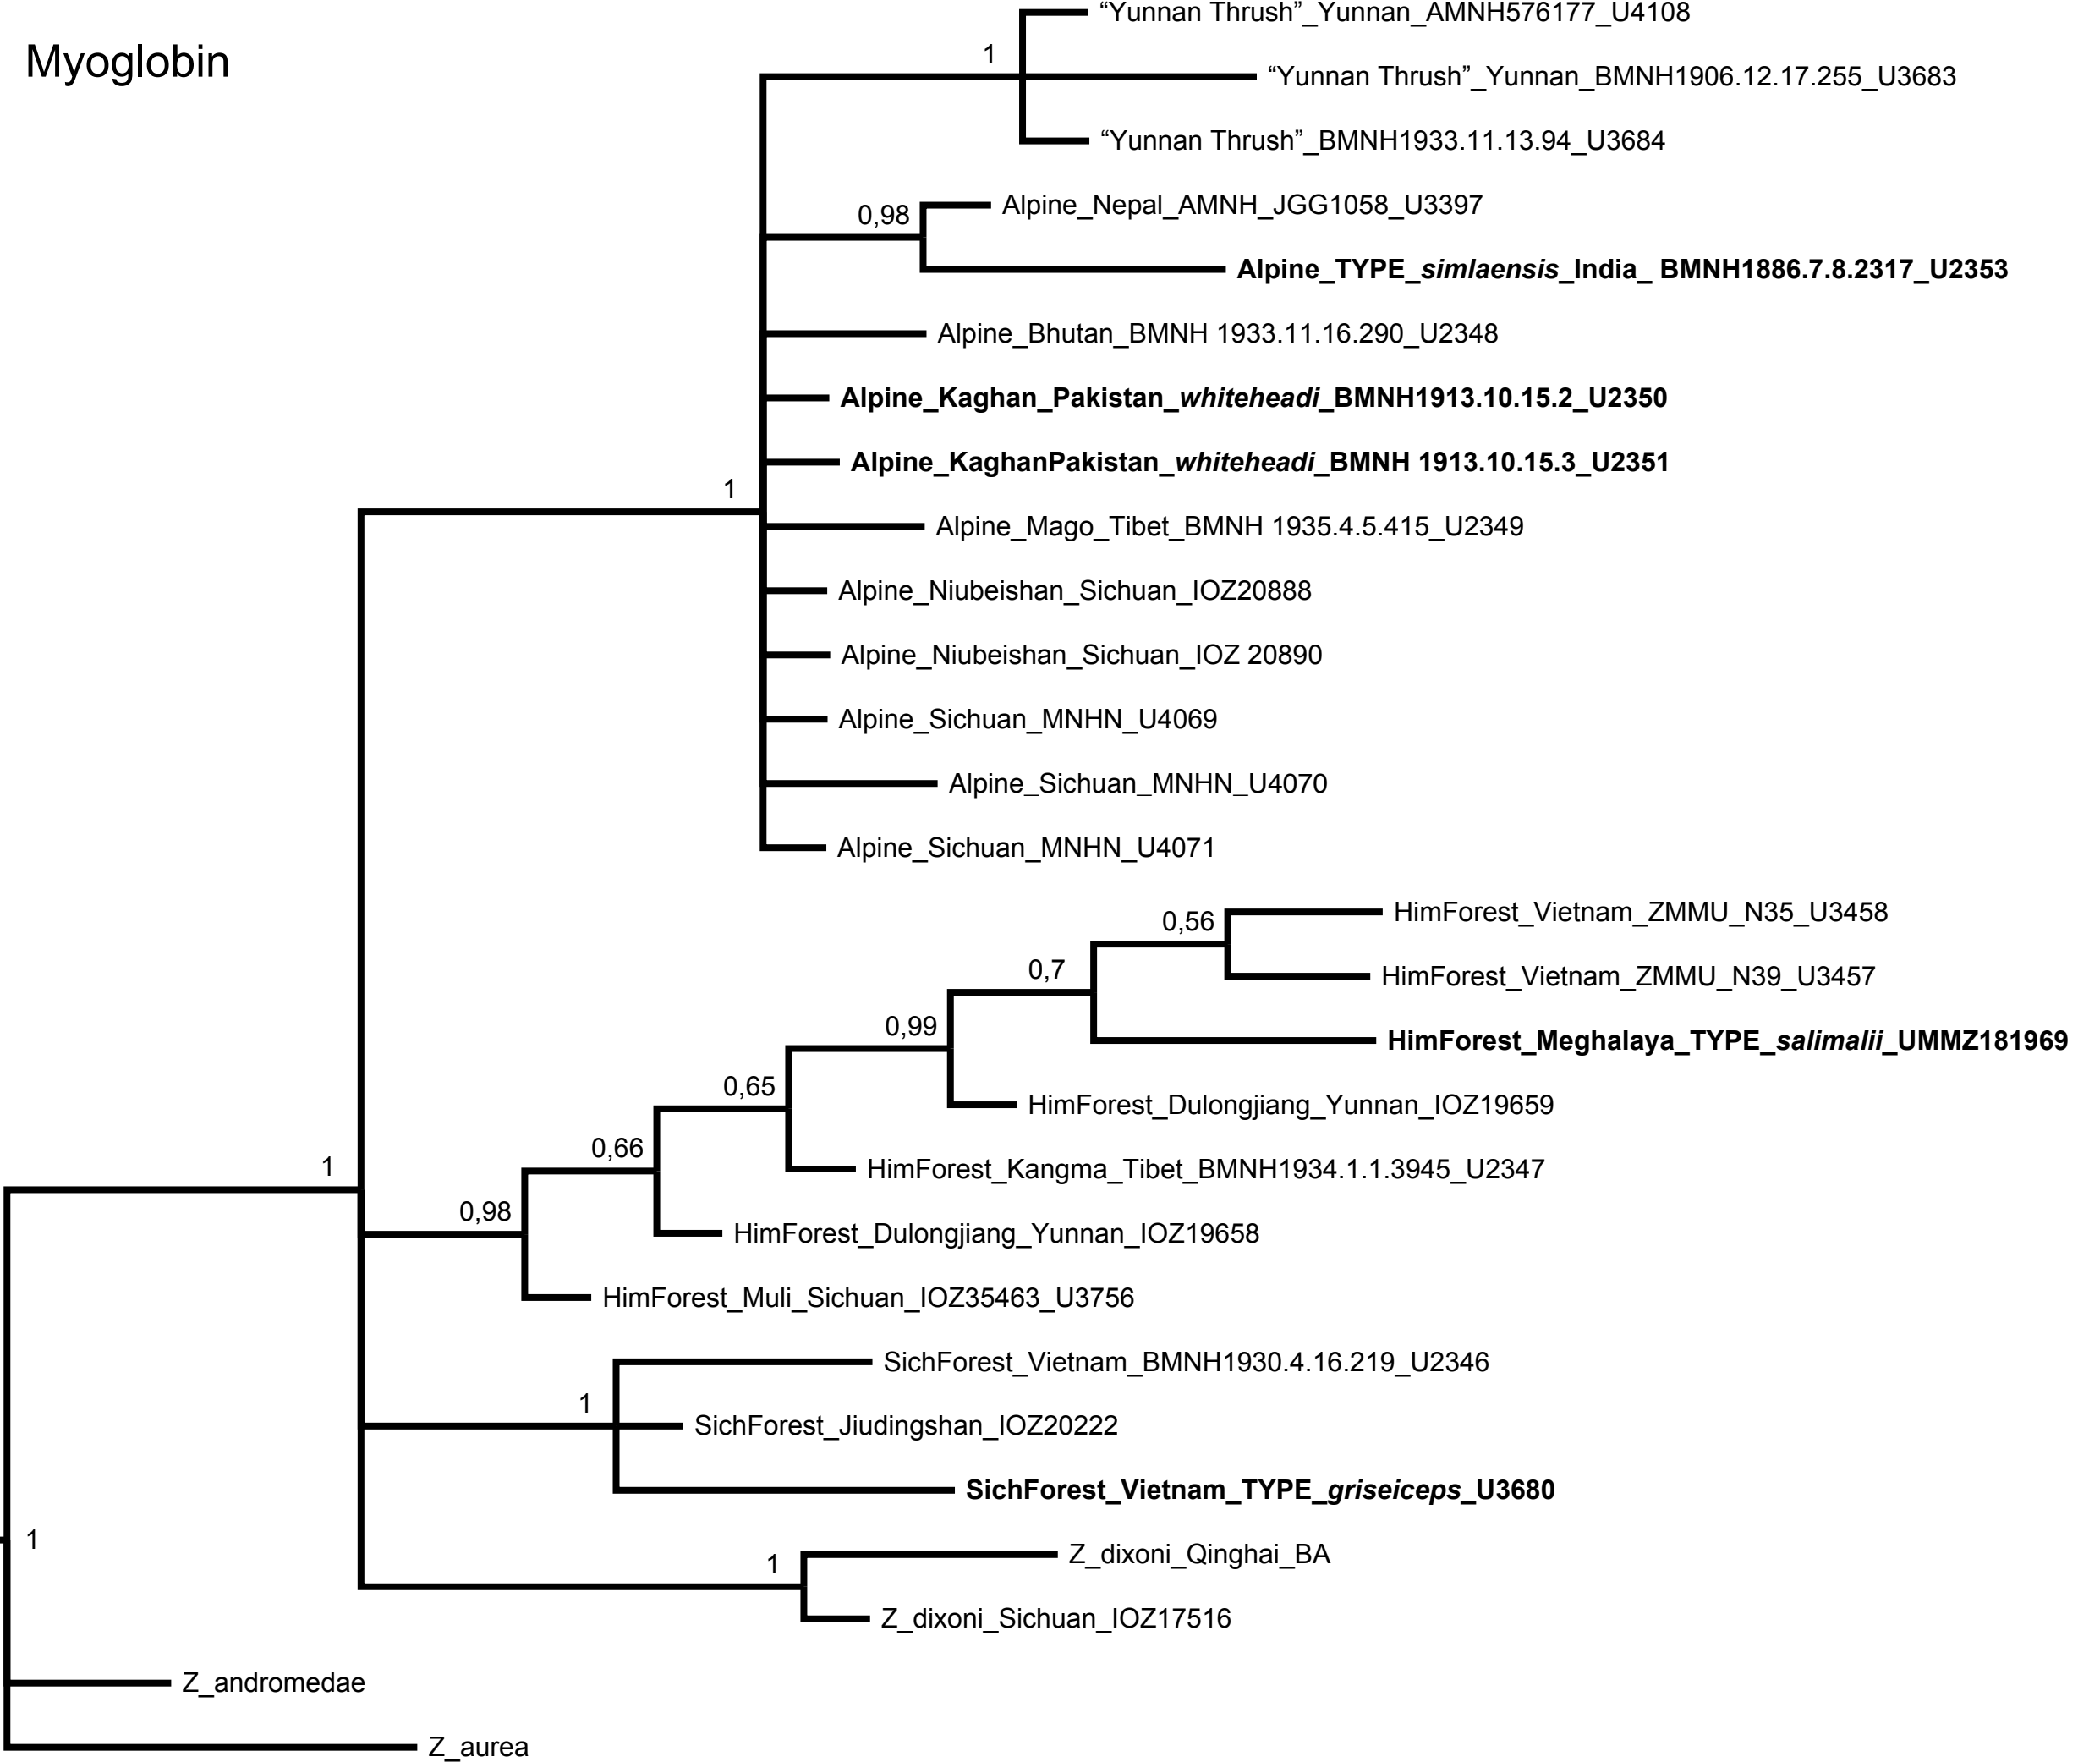 “Yunnan Thrush”_Yunnan_AMNH576177_U4108
Myoglobin
1
“Yunnan Thrush”_Yunnan_BMNH1906.12.17.255_U3683
“Yunnan Thrush”_BMNH1933.11.13.94_U3684
Alpine_Nepal_AMNH_JGG1058_U3397
0,98
Alpine_TYPE_simlaensis_India_ BMNH1886.7.8.2317_U2353
Alpine_Bhutan_BMNH 1933.11.16.290_U2348
Alpine_Kaghan_Pakistan_whiteheadi_BMNH1913.10.15.2_U2350
Alpine_KaghanPakistan_whiteheadi_BMNH 1913.10.15.3_U2351
1
Alpine_Mago_Tibet_BMNH 1935.4.5.415_U2349
Alpine_Niubeishan_Sichuan_IOZ20888
Alpine_Niubeishan_Sichuan_IOZ 20890
Alpine_Sichuan_MNHN_U4069
Alpine_Sichuan_MNHN_U4070
Alpine_Sichuan_MNHN_U4071
HimForest_Vietnam_ZMMU_N35_U3458
0,56
HimForest_Vietnam_ZMMU_N39_U3457
0,7
HimForest_Meghalaya_TYPE_salimalii_UMMZ181969
0,99
HimForest_Dulongjiang_Yunnan_IOZ19659
0,65
HimForest_Kangma_Tibet_BMNH1934.1.1.3945_U2347
0,66
1
HimForest_Dulongjiang_Yunnan_IOZ19658
0,98
HimForest_Muli_Sichuan_IOZ35463_U3756
SichForest_Vietnam_BMNH1930.4.16.219_U2346
1
SichForest_Jiudingshan_IOZ20222
SichForest_Vietnam_TYPE_griseiceps_U3680
1
Z_dixoni_Qinghai_BA
1
Z_dixoni_Sichuan_IOZ17516
Z_andromedae
Z_aurea